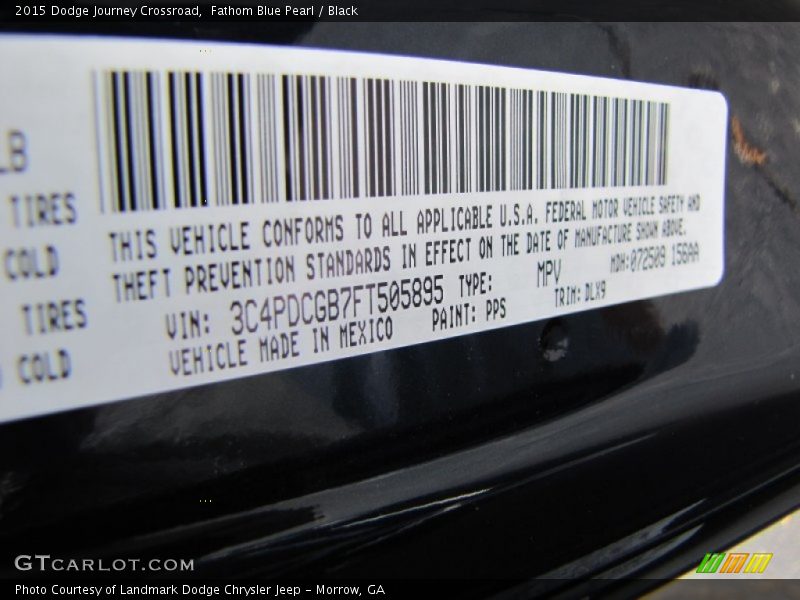 2015 Dodge Journey Crossroad,  Fathom Blue Pearl / Black
LB
TIRES
COLD
TIRES
COLD
THIS VEHICLE CONFORMS TO ALL APPLICABLE U.S.A. FEDERAL MOTOR VEHICLE SAFETY AND
THEFT PREVENTION STANDARDS IN EFFECT ON THE DATE OF MANUFACTURE SHOWN ABOVE.
VIN: 3C4PDCGB7FT505895 TYPE: MPV MDH:072509 156AA
VEHICLE MADE IN MEXICO PAINT: PPS TRIM: DLX9
GTCARLOT.COM
Photo Courtesy of Landmark Dodge Chrysler Jeep – Morrow, GA